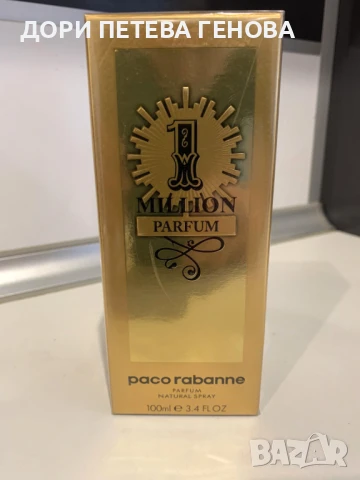 ДОРИ ПЕТЕВА ГЕНОВА
1
MILLION
PARFUM
paco rabanne
PARFUM
NATURAL SPRAY
100ml e 3.4 FL OZ
BAZAR